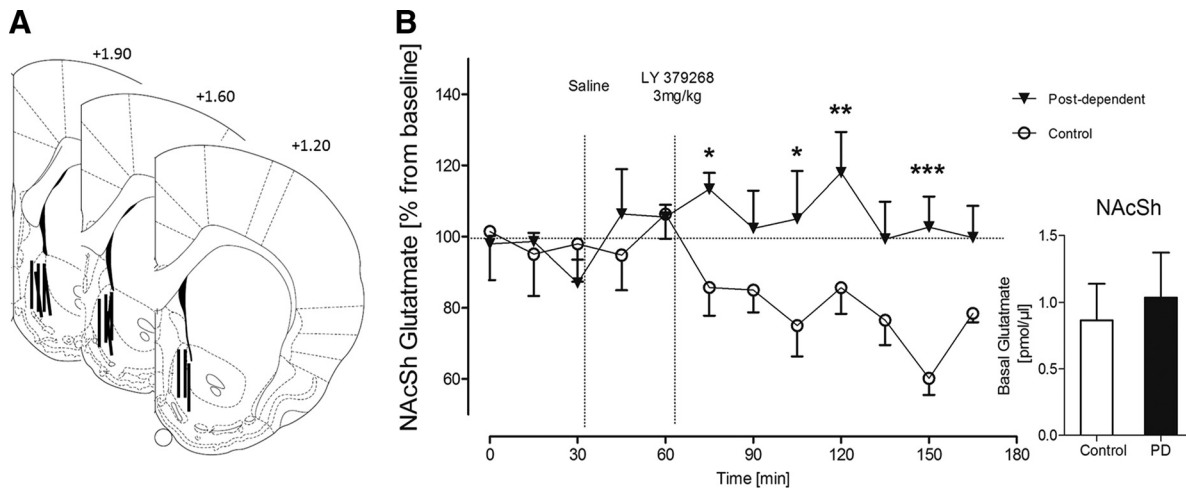 A
+1.90
+1.60
+1.20
B
NAcSh Glutatmate [% from baseline]
140
120
100
80
60
Saline
LY 379268
3mg/kg
*
*
**
***
0
30
60
90
120
150
180
Time [min]
Post-dependent
Control
NAcSh
Basal Glutatmate
[pmol/µl]
1.5
1.0
0.5
0.0
Control
PD